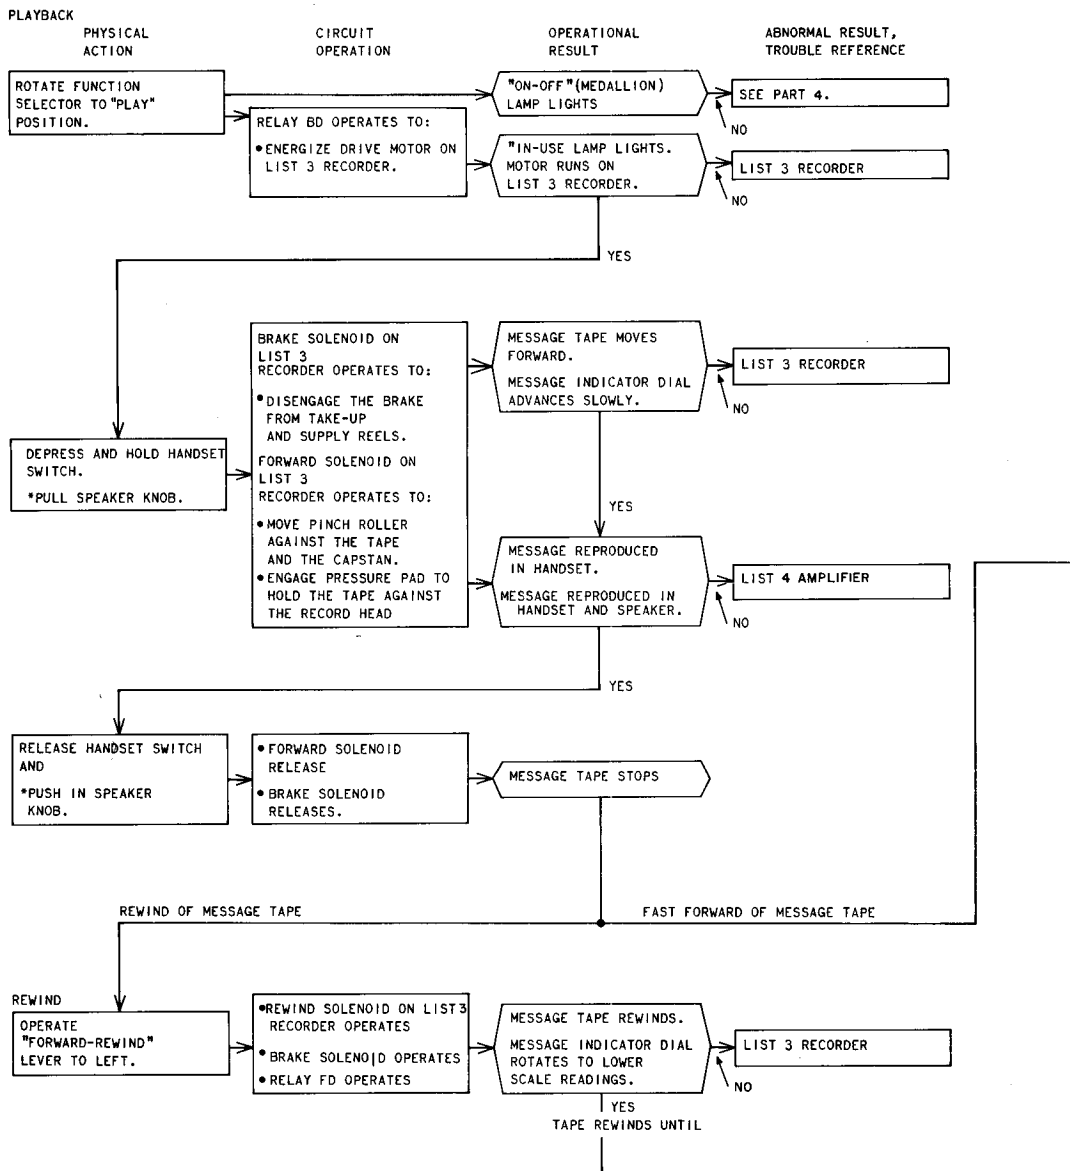 PLAYBACK
PHYSICAL
ACTION
CIRCUIT
OPERATION
OPERATIONAL
RESULT
ABNORMAL RESULT,
TROUBLE REFERENCE
ROTATE FUNCTION
SELECTOR TO "PLAY"
POSITION.
"ON-OFF" (MEDALLION)
LAMP LIGHTS
SEE PART 4.
NO
RELAY BD OPERATES TO:
• ENERGIZE DRIVE MOTOR ON
LIST 3 RECORDER.
"IN-USE LAMP LIGHTS.
MOTOR RUNS ON
LIST 3 RECORDER.
LIST 3 RECORDER
NO
YES
DEPRESS AND HOLD HANDSET
SWITCH.
*PULL SPEAKER KNOB.
BRAKE SOLENOID ON
LIST 3
RECORDER OPERATES TO:
• DISENGAGE THE BRAKE
FROM TAKE-UP
AND SUPPLY REELS.
FORWARD SOLENOID ON
LIST 3
RECORDER OPERATES TO:
• MOVE PINCH ROLLER
AGAINST THE TAPE
AND THE CAPSTAN.
• ENGAGE PRESSURE PAD TO
HOLD THE TAPE AGAINST
THE RECORD HEAD
MESSAGE TAPE MOVES
FORWARD.
MESSAGE INDICATOR DIAL
ADVANCES SLOWLY.
LIST 3 RECORDER
NO
YES
MESSAGE REPRODUCED
IN HANDSET.
MESSAGE REPRODUCED IN
HANDSET AND SPEAKER.
LIST 4 AMPLIFIER
NO
YES
RELEASE HANDSET SWITCH
AND
*PUSH IN SPEAKER
KNOB.
• FORWARD SOLENOID
RELEASE
• BRAKE SOLENOID
RELEASES.
MESSAGE TAPE STOPS
REWIND OF MESSAGE TAPE
FAST FORWARD OF MESSAGE TAPE
REWIND
OPERATE
"FORWARD-REWIND"
LEVER TO LEFT.
• REWIND SOLENOID ON LIST 3
RECORDER OPERATES
• BRAKE SOLENOID OPERATES
• RELAY FD OPERATES
MESSAGE TAPE REWINDS.
MESSAGE INDICATOR DIAL
ROTATES TO LOWER
SCALE READINGS.
LIST 3 RECORDER
NO
YES
TAPE REWINDS UNTIL